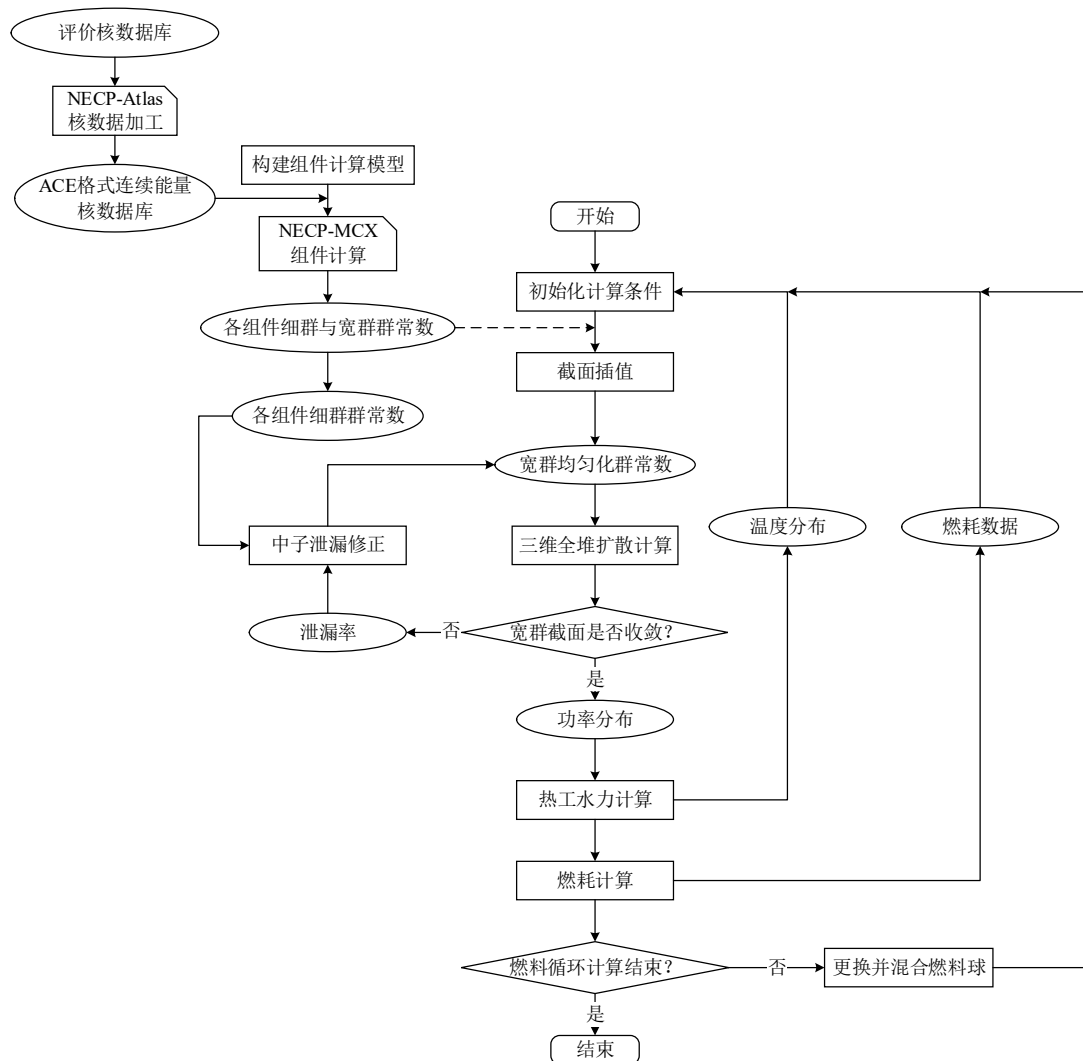 评价核数据库
NECP-Atlas
核数据加工
ACE格式连续能量
核数据库
构建组件计算模型
NECP-MCX
组件计算
各组件细群与宽群群常数
各组件细群群常数
中子泄漏修正
泄漏率
开始
初始化计算条件
截面插值
宽群均匀化群常数
三维全堆扩散计算
宽群截面是否收敛?
否
是
功率分布
热工水力计算
燃耗计算
燃料循环计算结束?
否
更换并混合燃料球
是
结束
温度分布
燃耗数据